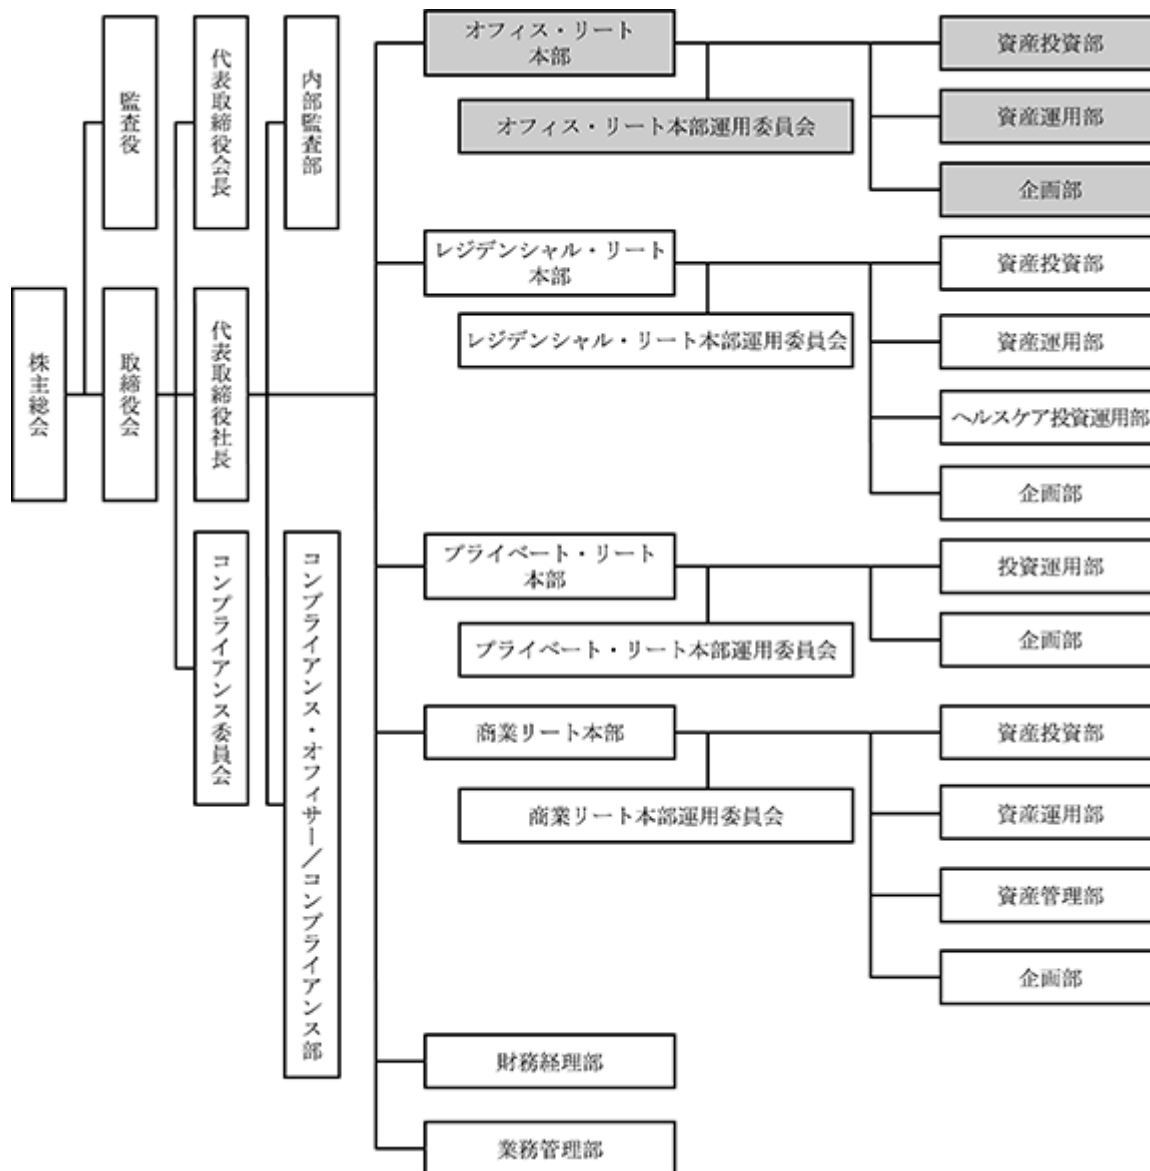 株主総会
監査役
取締役会
代表取締役会長
代表取締役社長
コンプライアンス委員会
内部監査部
コンプライアンス・オフィサー／コンプライアンス部
オフィス・リート
本部
オフィス・リート本部運用委員会
資産投資部
資産運用部
企画部
レジデンシャル・リート
本部
レジデンシャル・リート本部運用委員会
資産投資部
資産運用部
ヘルスケア投資運用部
企画部
プライベート・リート
本部
プライベート・リート本部運用委員会
投資運用部
企画部
商業リート本部
商業リート本部運用委員会
資産投資部
資産運用部
資産管理部
企画部
財務経理部
業務管理部